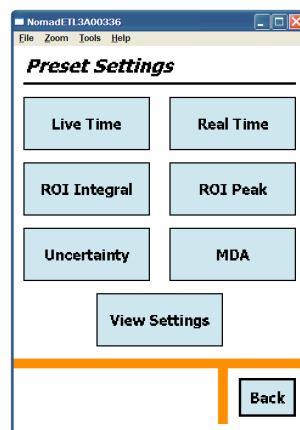 NomadETL3A00336
File Zoom Tools Help
Preset Settings
Live Time Real Time
ROI Integral ROI Peak
Uncertainty MDA
View Settings
Back